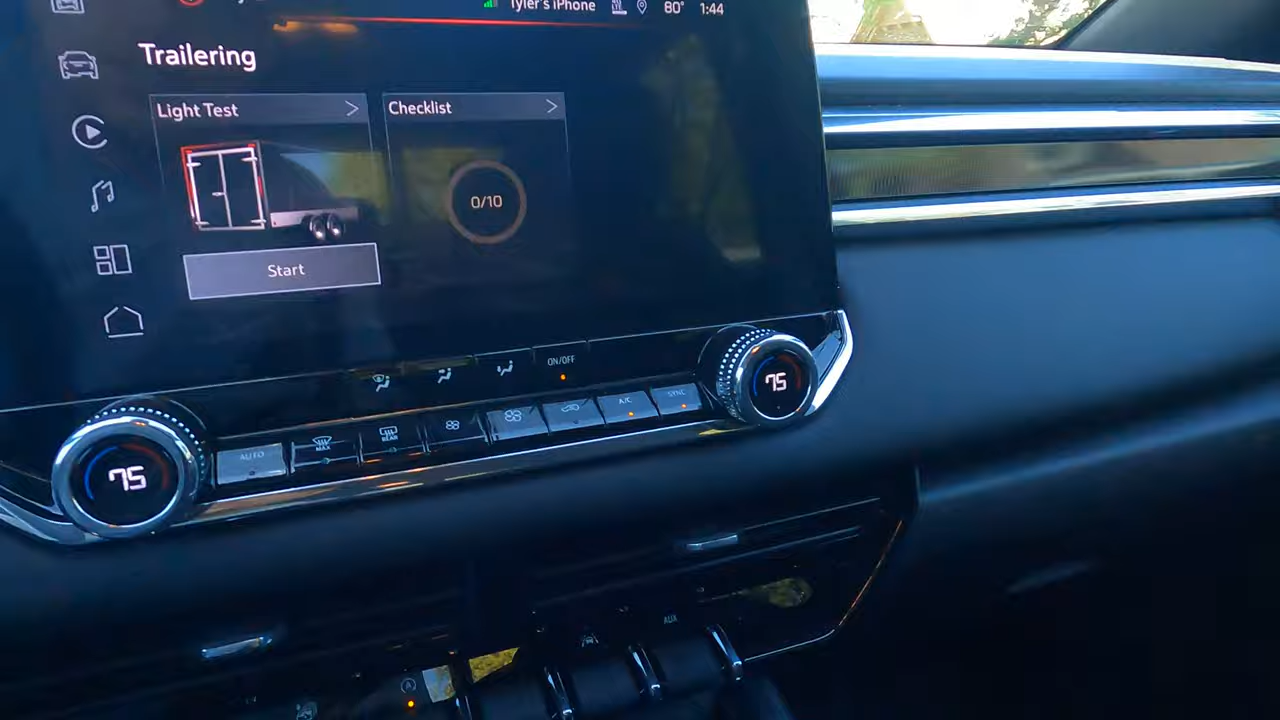 Tyler's iPhone 80° 1:44
Trailering
Light Test
Checklist
0/10
Start
ON/OFF
75
SYNC
A/C
AUTO
MAX
REAR
75
AUX